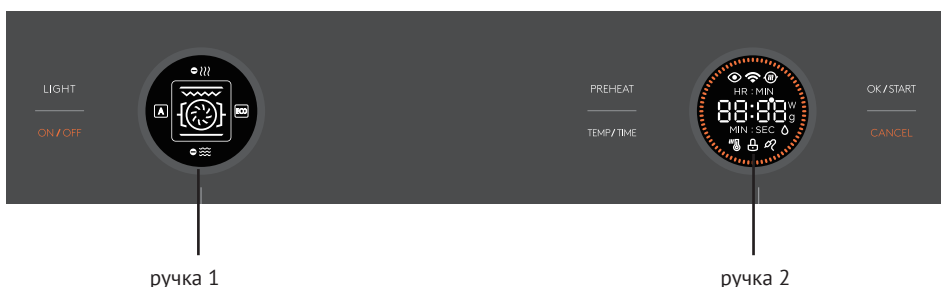 LIGHT
ON / OFF
A
ECO
PREHEAT
TEMP/TIME
HR : MIN
88:88 W
g
MIN : SEC
OK/START
CANCEL
ручка 1
ручка 2